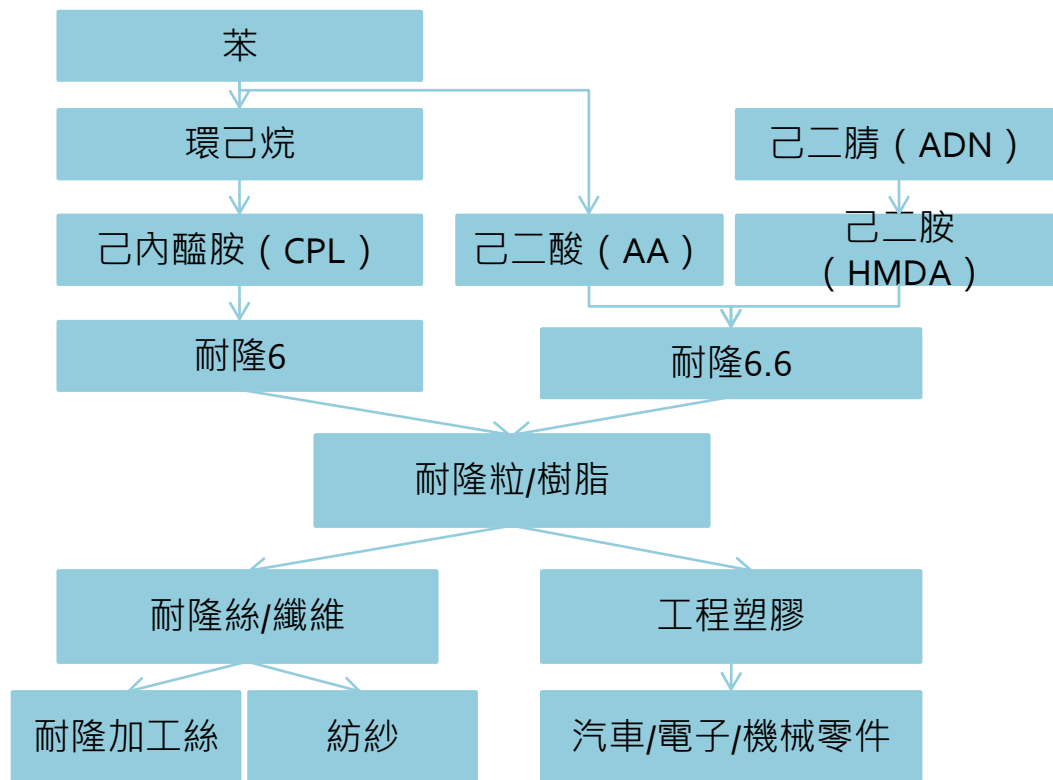 苯
環己烷
己二腈（ADN）
己內醯胺（CPL）
己二酸（AA）
己二胺
（HMDA）
耐隆6
耐隆6.6
耐隆粒/樹脂
耐隆絲/纖維
工程塑膠
耐隆加工絲
紡紗
汽車/電子/機械零件